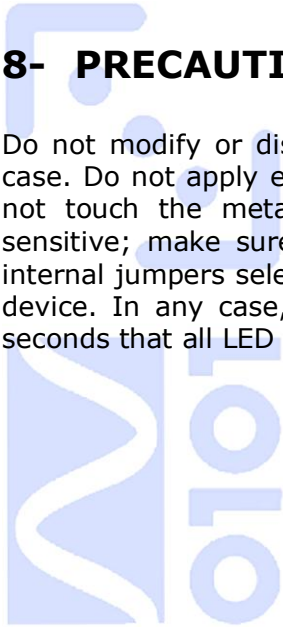 8- PRECAUTI
Do not modify or dis
case. Do not apply e
not touch the meta
sensitive; make sure
internal jumpers sele
device. In any case,
seconds that all LED